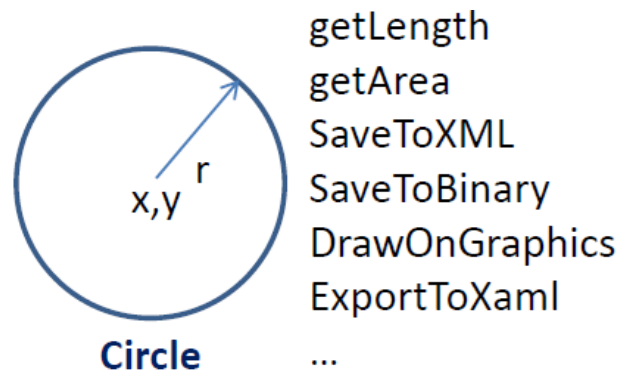 getLength
getArea
SaveToXML
SaveToBinary
DrawOnGraphics
ExportToXaml
...
r
x,y
Circle